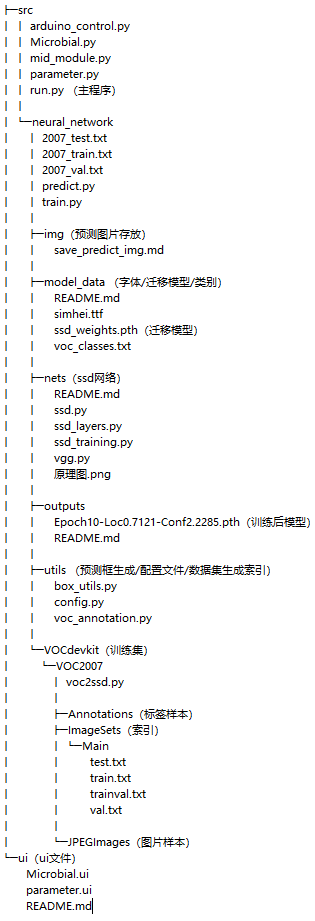 src
arduino_control.py
Microbial.py
mid_module.py
parameter.py
run.py （主程序）
neural_network
2007_test.txt
2007_train.txt
2007_val.txt
predict.py
train.py
img（预测图片存放）
save_predict_img.md
model_data （字体/迁移模型/类别）
README.md
simhei.ttf
ssd_weights.pth（迁移模型）
voc_classes.txt
nets（ssd网络）
README.md
ssd.py
ssd_layers.py
ssd_training.py
vgg.py
原理图.png
outputs
Epoch10-Loc0.7121-Conf2.2285.pth（训练后模型）
README.md
utils （预测框生成/配置文件/数据集生成索引）
box_utils.py
config.py
voc_annotation.py
VOCdevkit（训练集）
VOC2007
voc2ssd.py
Annotations（标签样本）
ImageSets（索引）
Main
test.txt
train.txt
trainval.txt
val.txt
JPEGImages（图片样本）
ui（ui文件）
Microbial.ui
parameter.ui
README.md